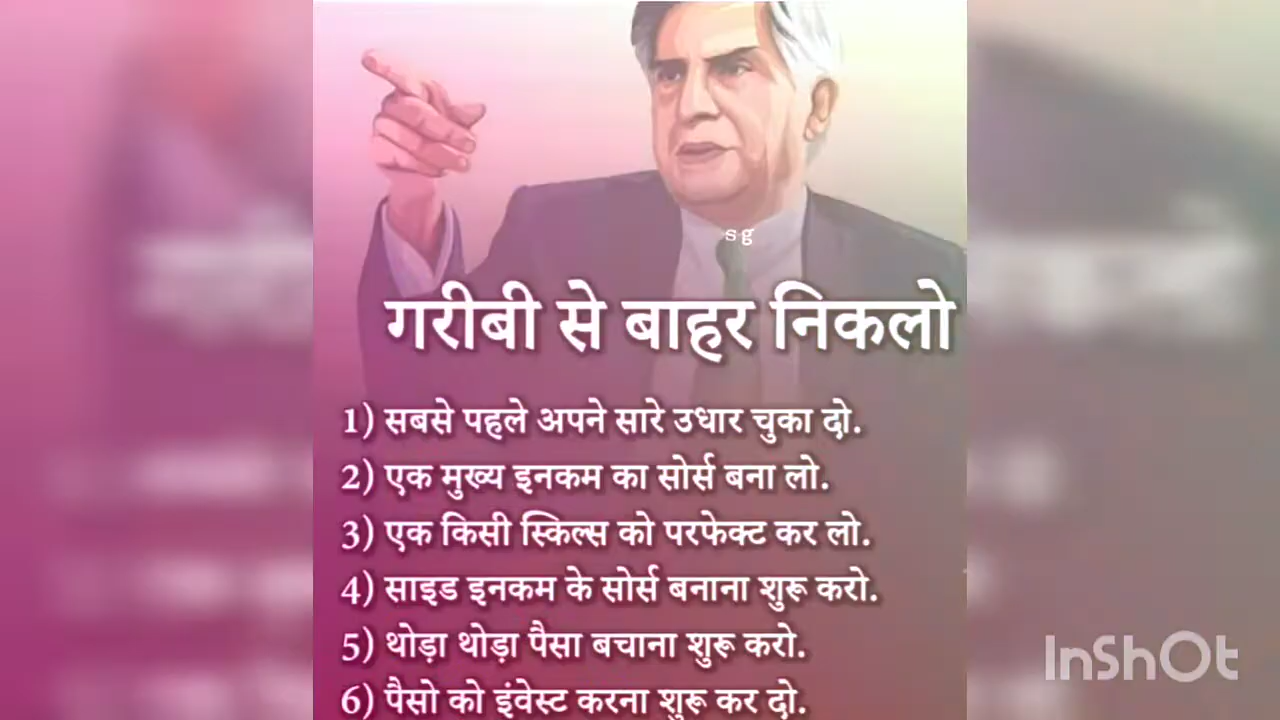 s g
गरीबी से बाहर निकलो
1) सबसे पहले अपने सारे उधार चुका दो.
2) एक मुख्य इनकम का सोर्स बना लो.
3) एक किसी स्किल्स को परफेक्ट कर लो.
4) साइड इनकम के सोर्स बनाना शुरू करो.
5) थोड़ा थोड़ा पैसा बचाना शुरू करो.
6) पैसो को इंवेस्ट करना शुरू कर दो.
InShOt